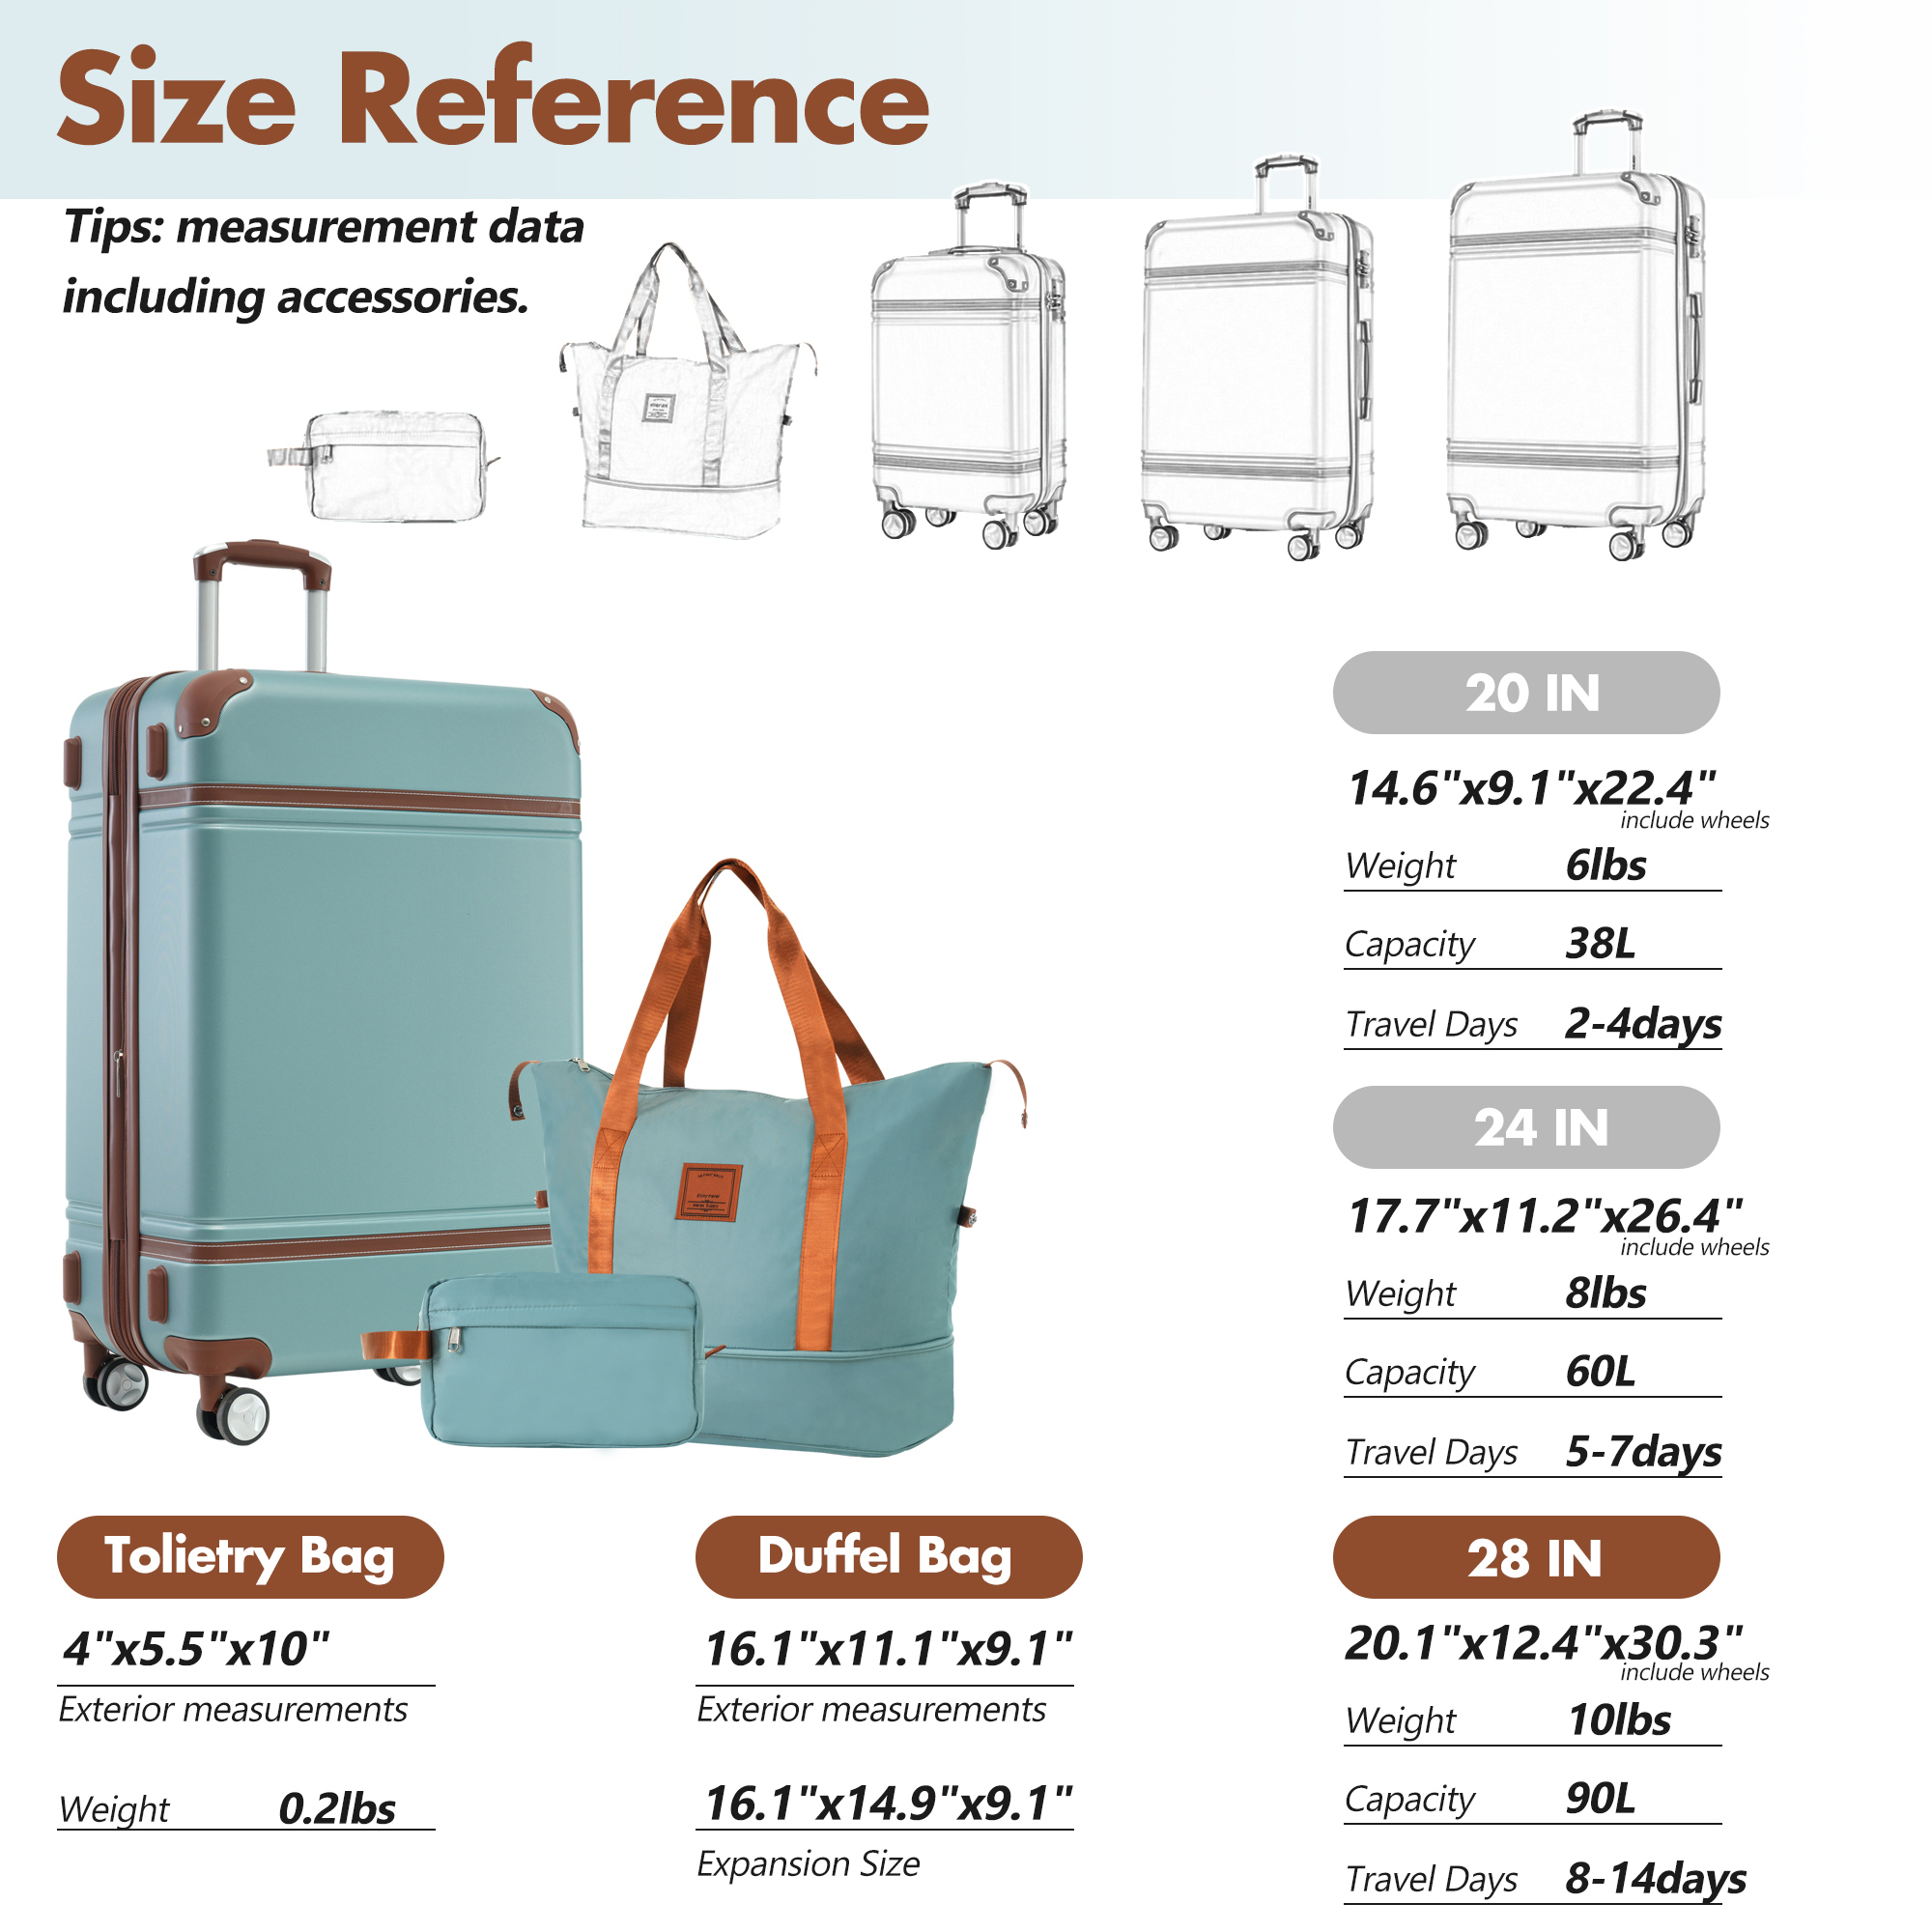 Size Reference
Tips: measurement data
including accessories.
20 IN
14.6"x9.1"x22.4"
include wheels
Weight 6lbs
Capacity 38L
Travel Days 2-4days
24 IN
17.7"x11.2"x26.4"
include wheels
Weight 8lbs
Capacity 60L
Travel Days 5-7days
Tolietry Bag
4"x5.5"x10"
Exterior measurements
Weight 0.2lbs
Duffel Bag
16.1"x11.1"x9.1"
Exterior measurements
16.1"x14.9"x9.1"
Expansion Size
28 IN
20.1"x12.4"x30.3"
include wheels
Weight 10lbs
Capacity 90L
Travel Days 8-14days